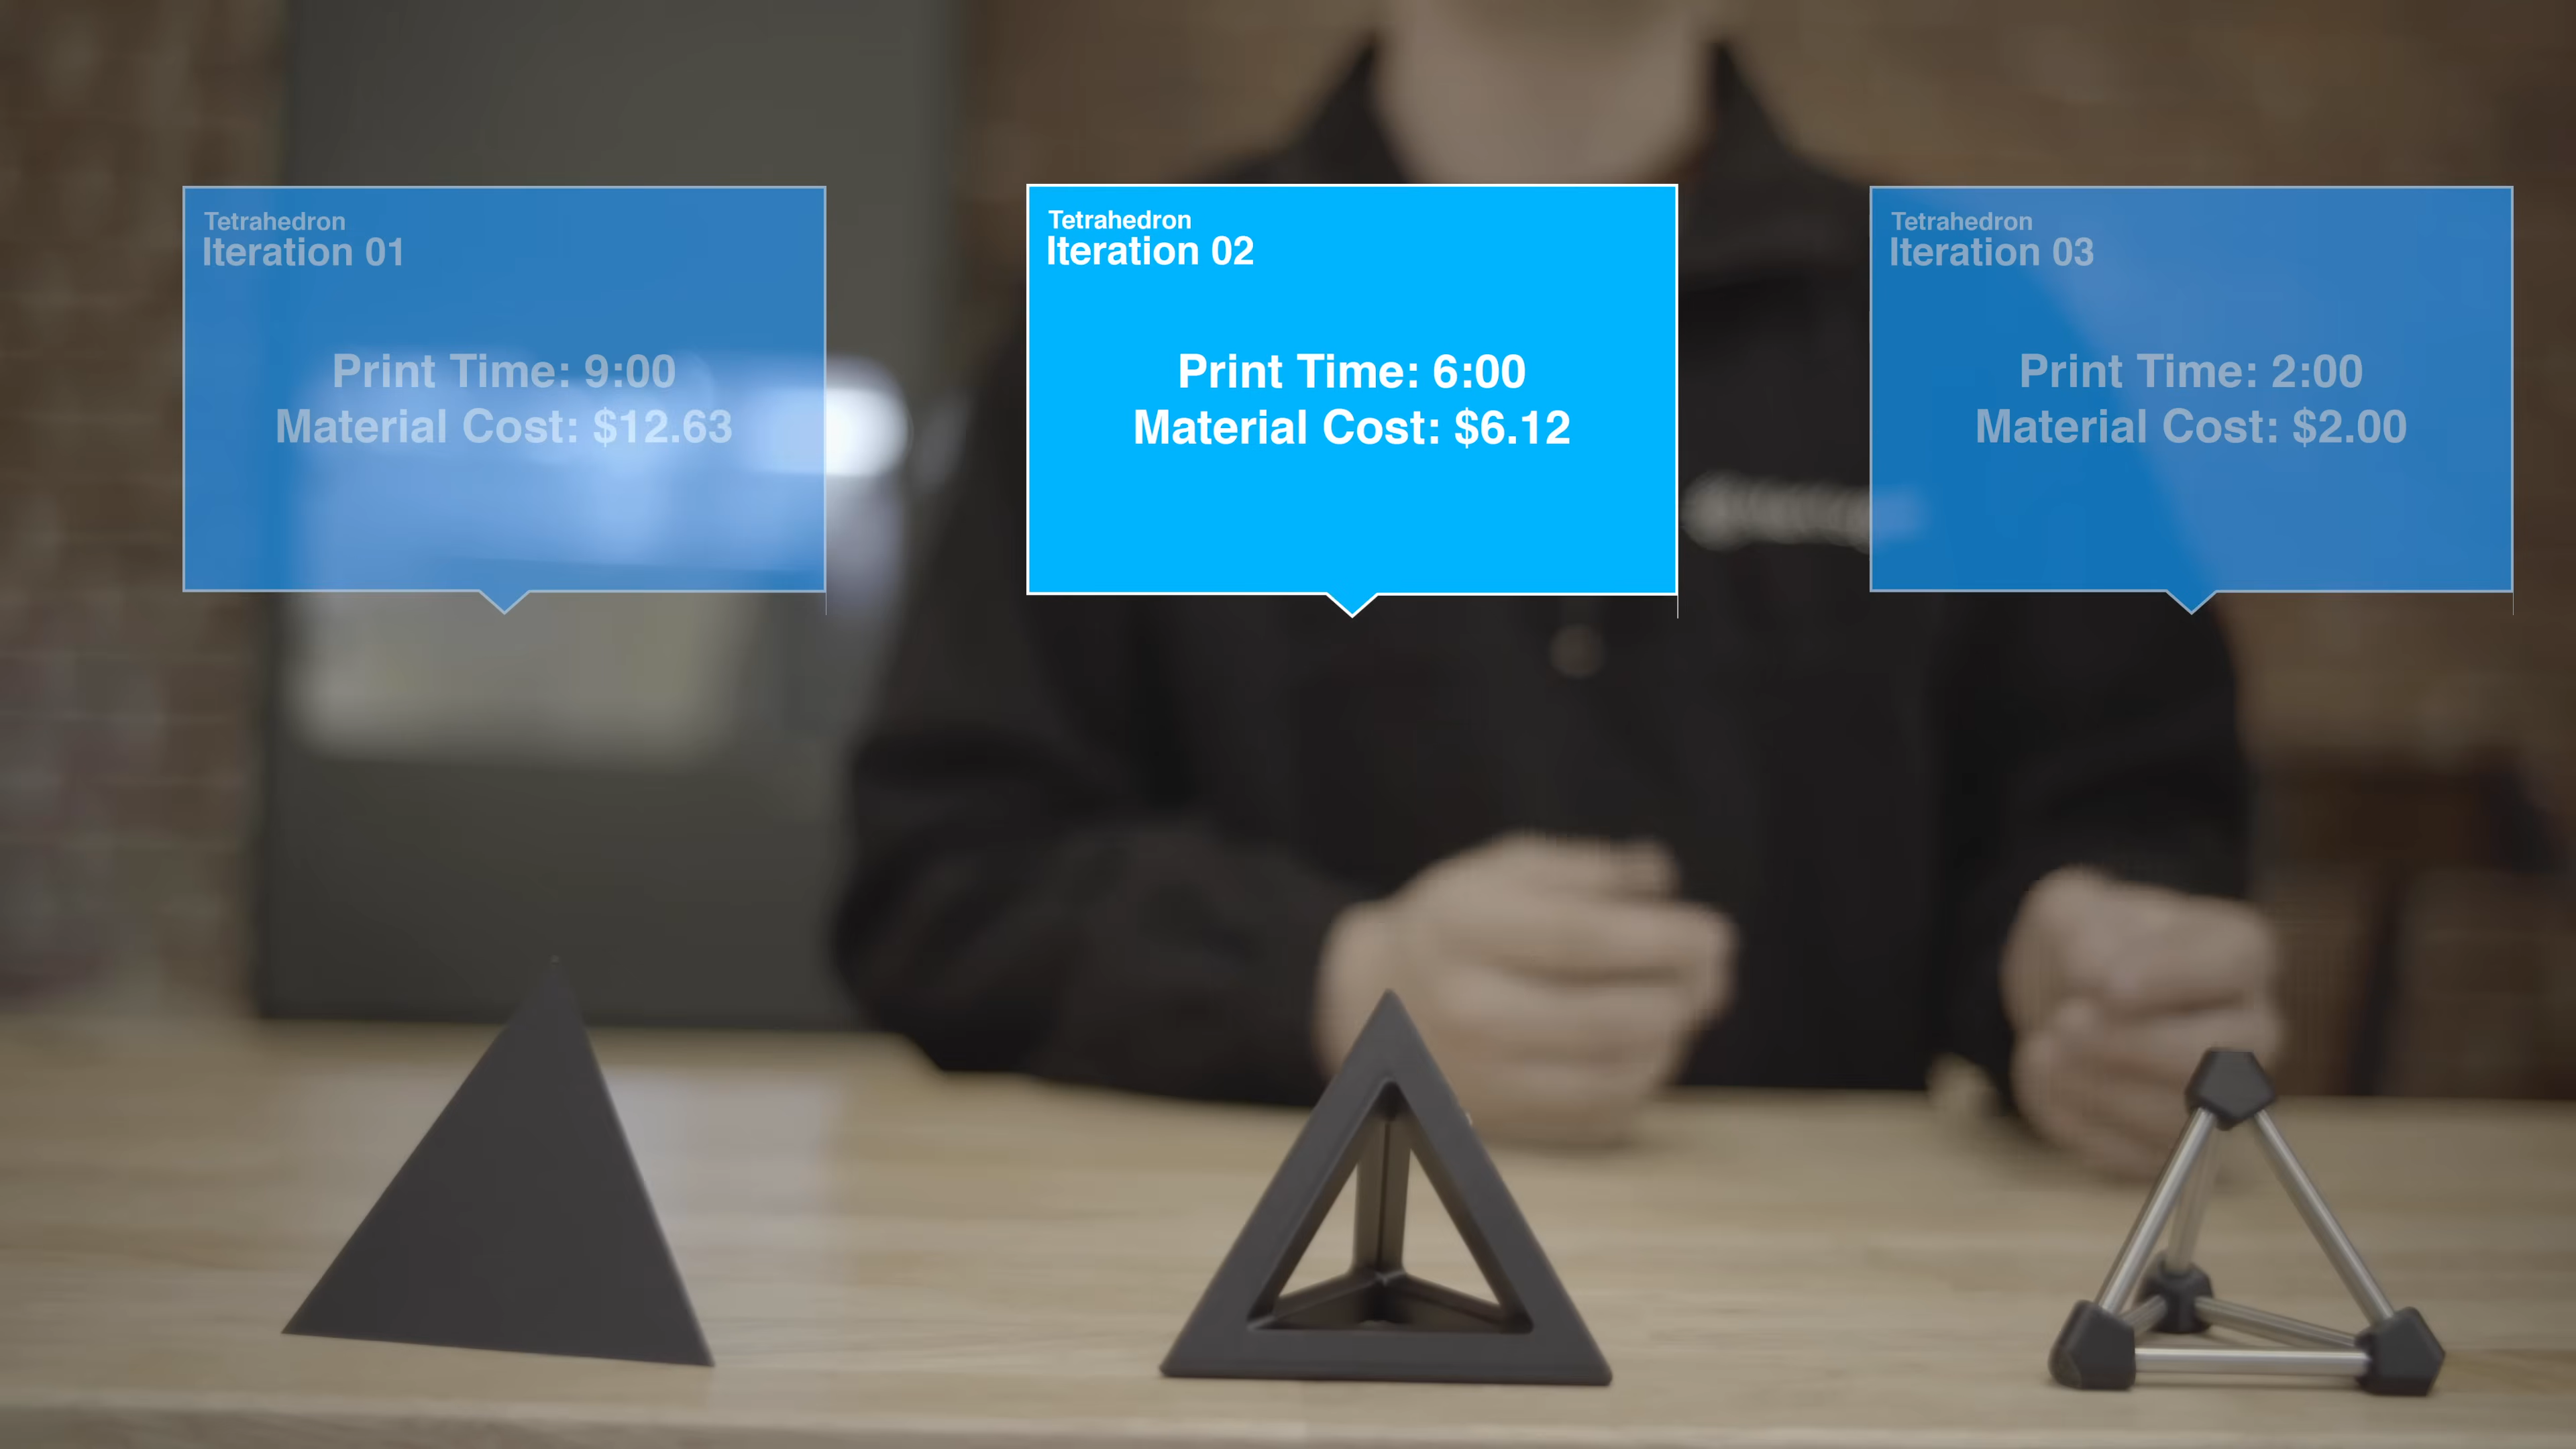 Tetrahedron
Iteration 01
Print Time: 9:00
Material Cost: $12.63
Tetrahedron
Iteration 02
Print Time: 6:00
Material Cost: $6.12
Tetrahedron
Iteration 03
Print Time: 2:00
Material Cost: $2.00